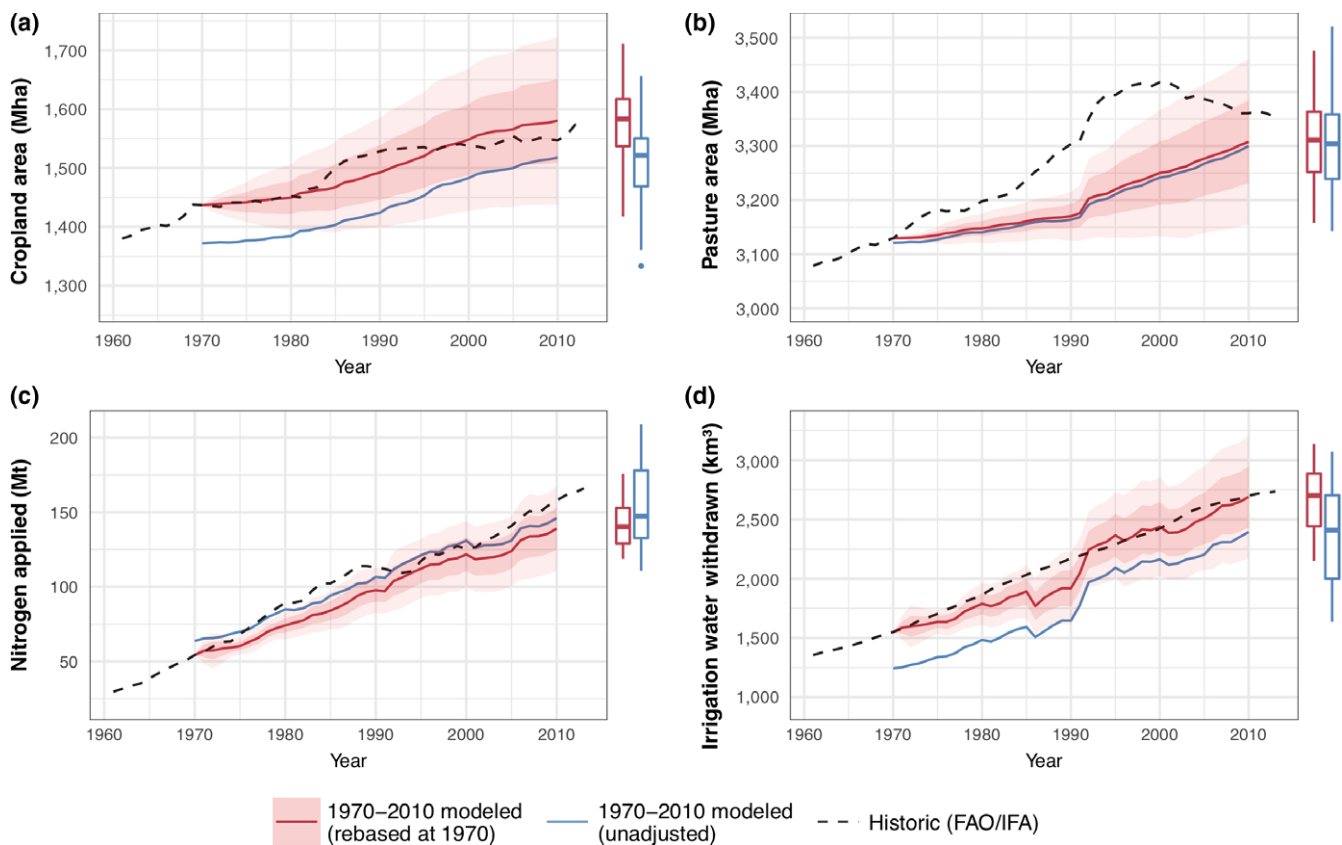 (a)
Cropland area (Mha)
1,700
1,600
1,500
1,400
1,300
1960 1970 1980 1990 2000 2010
Year
(b)
Pasture area (Mha)
3,500
3,400
3,300
3,200
3,100
3,000
1960 1970 1980 1990 2000 2010
Year
(c)
Nitrogen applied (Mt)
200
150
100
50
1960 1970 1980 1990 2000 2010
Year
(d)
Irrigation water withdrawn (km³)
3,000
2,500
2,000
1,500
1,000
1960 1970 1980 1990 2000 2010
Year
1970–2010 modeled
(rebased at 1970)
1970–2010 modeled
(unadjusted)
Historic (FAO/IFA)